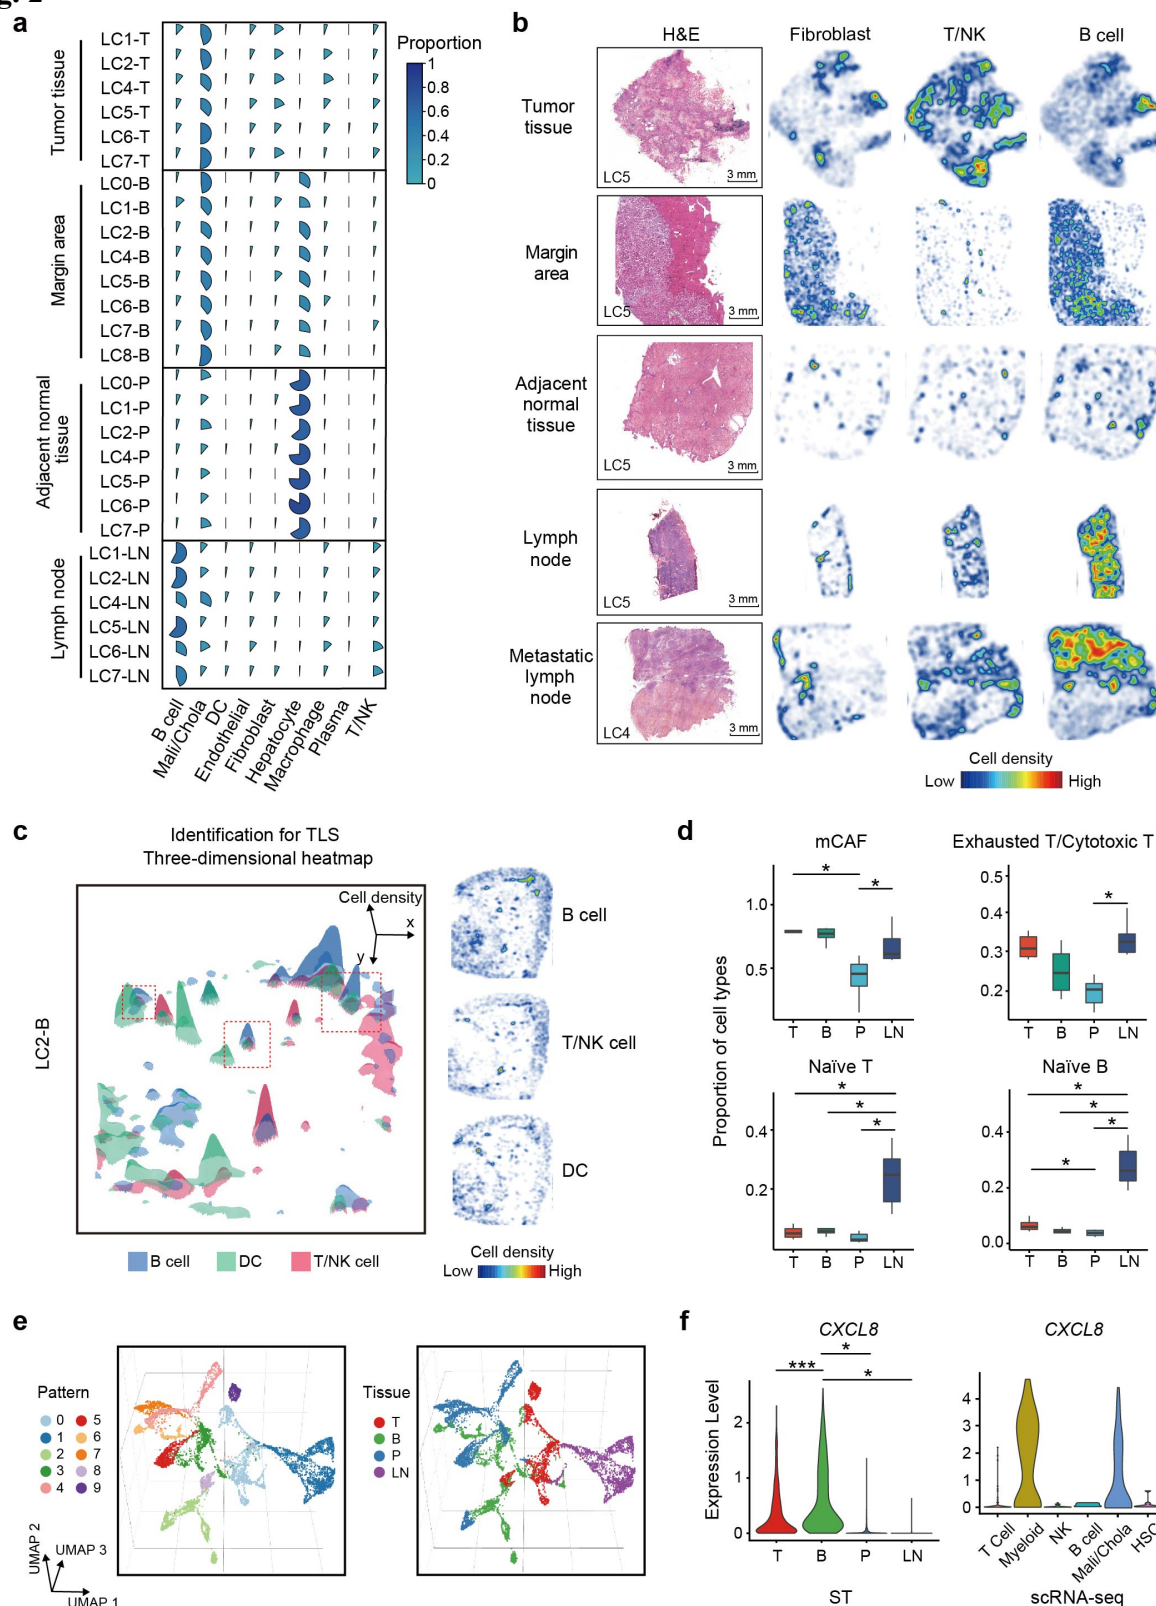 a
Proportion
1
0.8
0.6
0.4
0.2
0
Tumor tissue
LC1-T
LC2-T
LC4-T
LC5-T
LC6-T
LC7-T
Margin area
LC0-B
LC1-B
LC2-B
LC4-B
LC5-B
LC6-B
LC7-B
LC8-B
Adjacent normal
tissue
LC0-P
LC1-P
LC2-P
LC4-P
LC5-P
LC6-P
LC7-P
Lymph node
LC1-LN
LC2-LN
LC4-LN
LC5-LN
LC6-LN
LC7-LN
B cell
Mali/Chola
DC
Endothelial
Fibroblast
Hepatocyte
Macrophage
Plasma
T/NK
b
H&E Fibroblast T/NK B cell
Tumor
tissue
LC5
3 mm
Margin
area
LC5
3 mm
Adjacent
normal
tissue
LC5
3 mm
Lymph
node
LC5
3 mm
Metastatic
lymph
node
LC4
3 mm
Cell density
Low High
c
Identification for TLS
Three-dimensional heatmap
LC2-B
Cell density
x
y
B cell
T/NK cell
DC
B cell DC T/NK cell
Cell density
Low High
d
Proportion of cell types
mCAF
*
*
1.0
0.5
T B P LN
Exhausted T/Cytotoxic T
*
0.5
0.4
0.3
0.2
T B P LN
Naïve T
*
*
*
0.4
0.2
T B P LN
Naïve B
*
*
*
*
0.4
0.2
0.0
T B P LN
e
Pattern
0 5
1 6
2 7
3 8
4 9
UMAP 2
UMAP 3
UMAP 1
Tissue
T
B
P
LN
f
CXCL8
***
*
*
Expression Level
2
1
0
T B P LN
ST
CXCL8
4
3
2
1
0
T Cell
Myeloid
NK
B cell
Mali/Chola
HSC
scRNA-seq